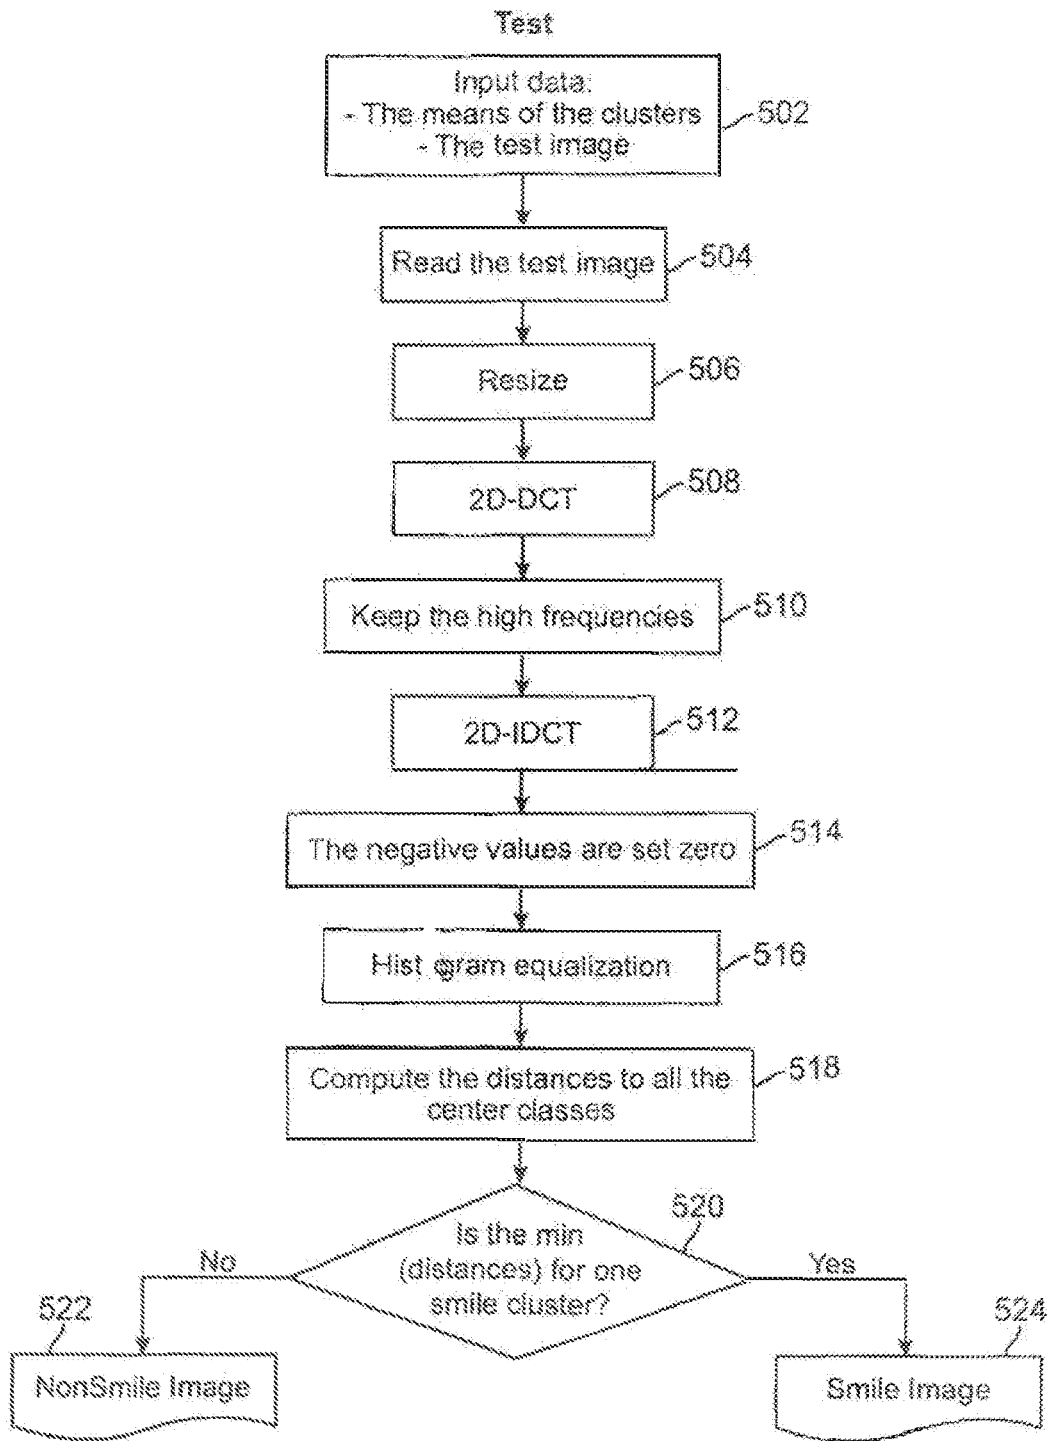 Test
Input data:
- The means of the clusters
- The test image
502
Read the test image
504
Resize
506
2D-DCT
508
Keep the high frequencies
510
2D-IDCT
512
The negative values are set zero
514
Histogram equalization
516
Compute the distances to all the
center classes
518
Is the min
(distances) for one
smile cluster?
520
No
Yes
522
NonSmile Image
524
Smile Image